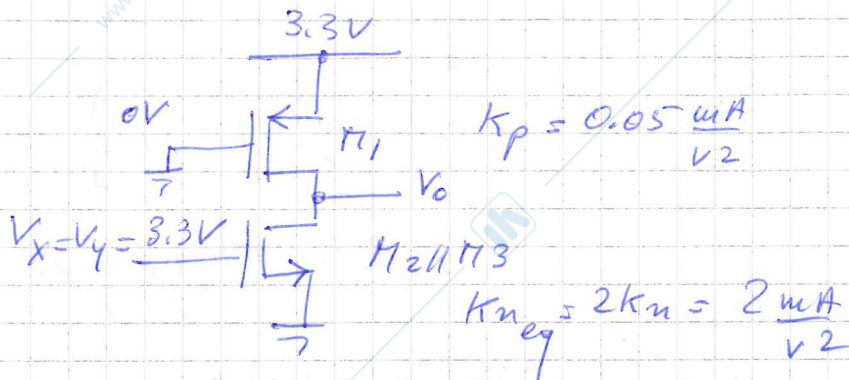 www.
3.3V
0V
M1
Kp = 0.05 mA/V2
Vo
Vx=Vy=3.3V
M2||M3
Kneq = 2Kn = 2 mA/V2